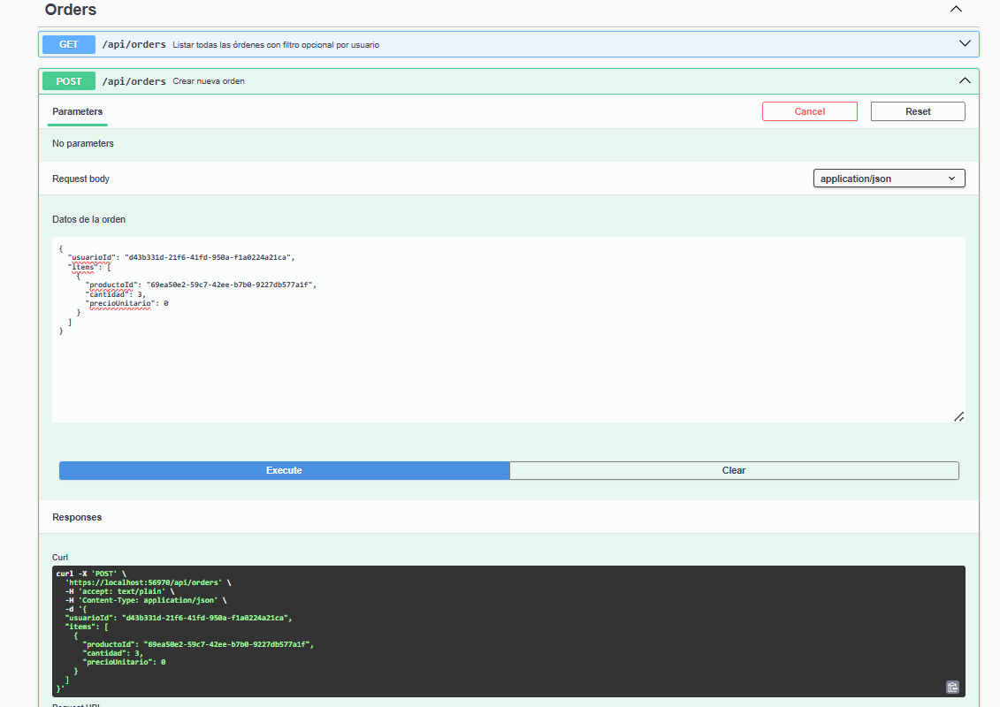 Orders
GET /api/orders Listar todas las órdenes con filtro opcional por usuario
POST /api/orders Crear nueva orden
Parameters Cancel Reset
No parameters
Request body application/json
Datos de la orden
{
"usuarioId": "d43b331d-21f6-41fd-950a-f1a0224a21ca",
"items": [
{
"productoId": "69ea50e2-59c7-42ee-b7b0-9227db577a1f",
"cantidad": 3,
"precioUnitario": 0
}
]
}
Execute Clear
Responses
Curl
curl -X 'POST' \
'https://localhost:56970/api/orders' \
-H 'accept: text/plain' \
-H 'Content-Type: application/json' \
-d '{
"usuarioId": "d43b331d-21f6-41fd-950a-f1a0224a21ca",
"items": [
{
"productoId": "69ea50e2-59c7-42ee-b7b0-9227db577a1f",
"cantidad": 3,
"precioUnitario": 0
}
]
}'
Request URL